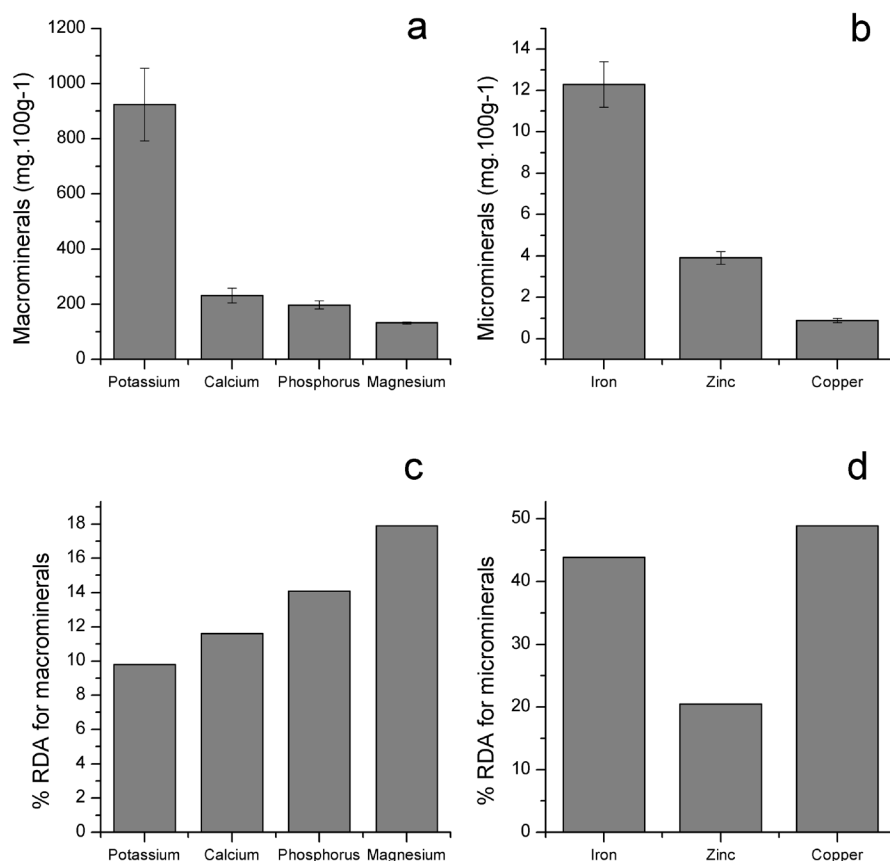 a
Macrominerals (mg.100g-1)
1200
1000
800
600
400
200
0
Potassium Calcium Phosphorus Magnesium
b
Microminerals (mg.100g-1)
14
12
10
8
6
4
2
0
Iron Zinc Copper
c
% RDA for macrominerals
18
16
14
12
10
8
6
4
2
0
Potassium Calcium Phosphorus Magnesium
d
% RDA for microminerals
50
40
30
20
10
0
Iron Zinc Copper